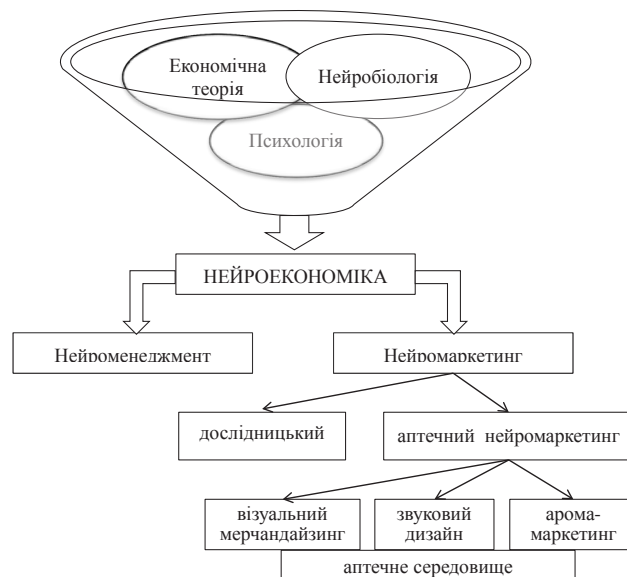 Економічна
теорія
Нейробіологія
Психологія
НЕЙРОЕКОНОМІКА
Нейроменеджмент
Нейромаркетинг
дослідницький
аптечний нейромаркетинг
візуальний
мерчандайзинг
звуковий
дизайн
арома-
маркетинг
аптечне середовище